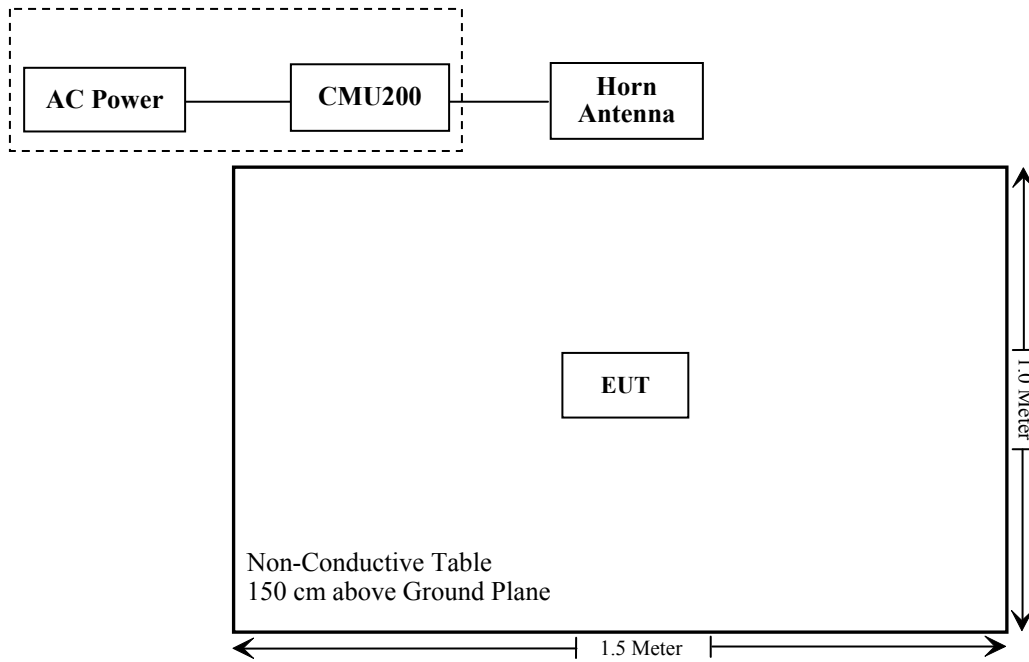 AC Power
CMU200
Horn
Antenna
EUT
1.0 Meter
Non-Conductive Table
150 cm above Ground Plane
1.5 Meter